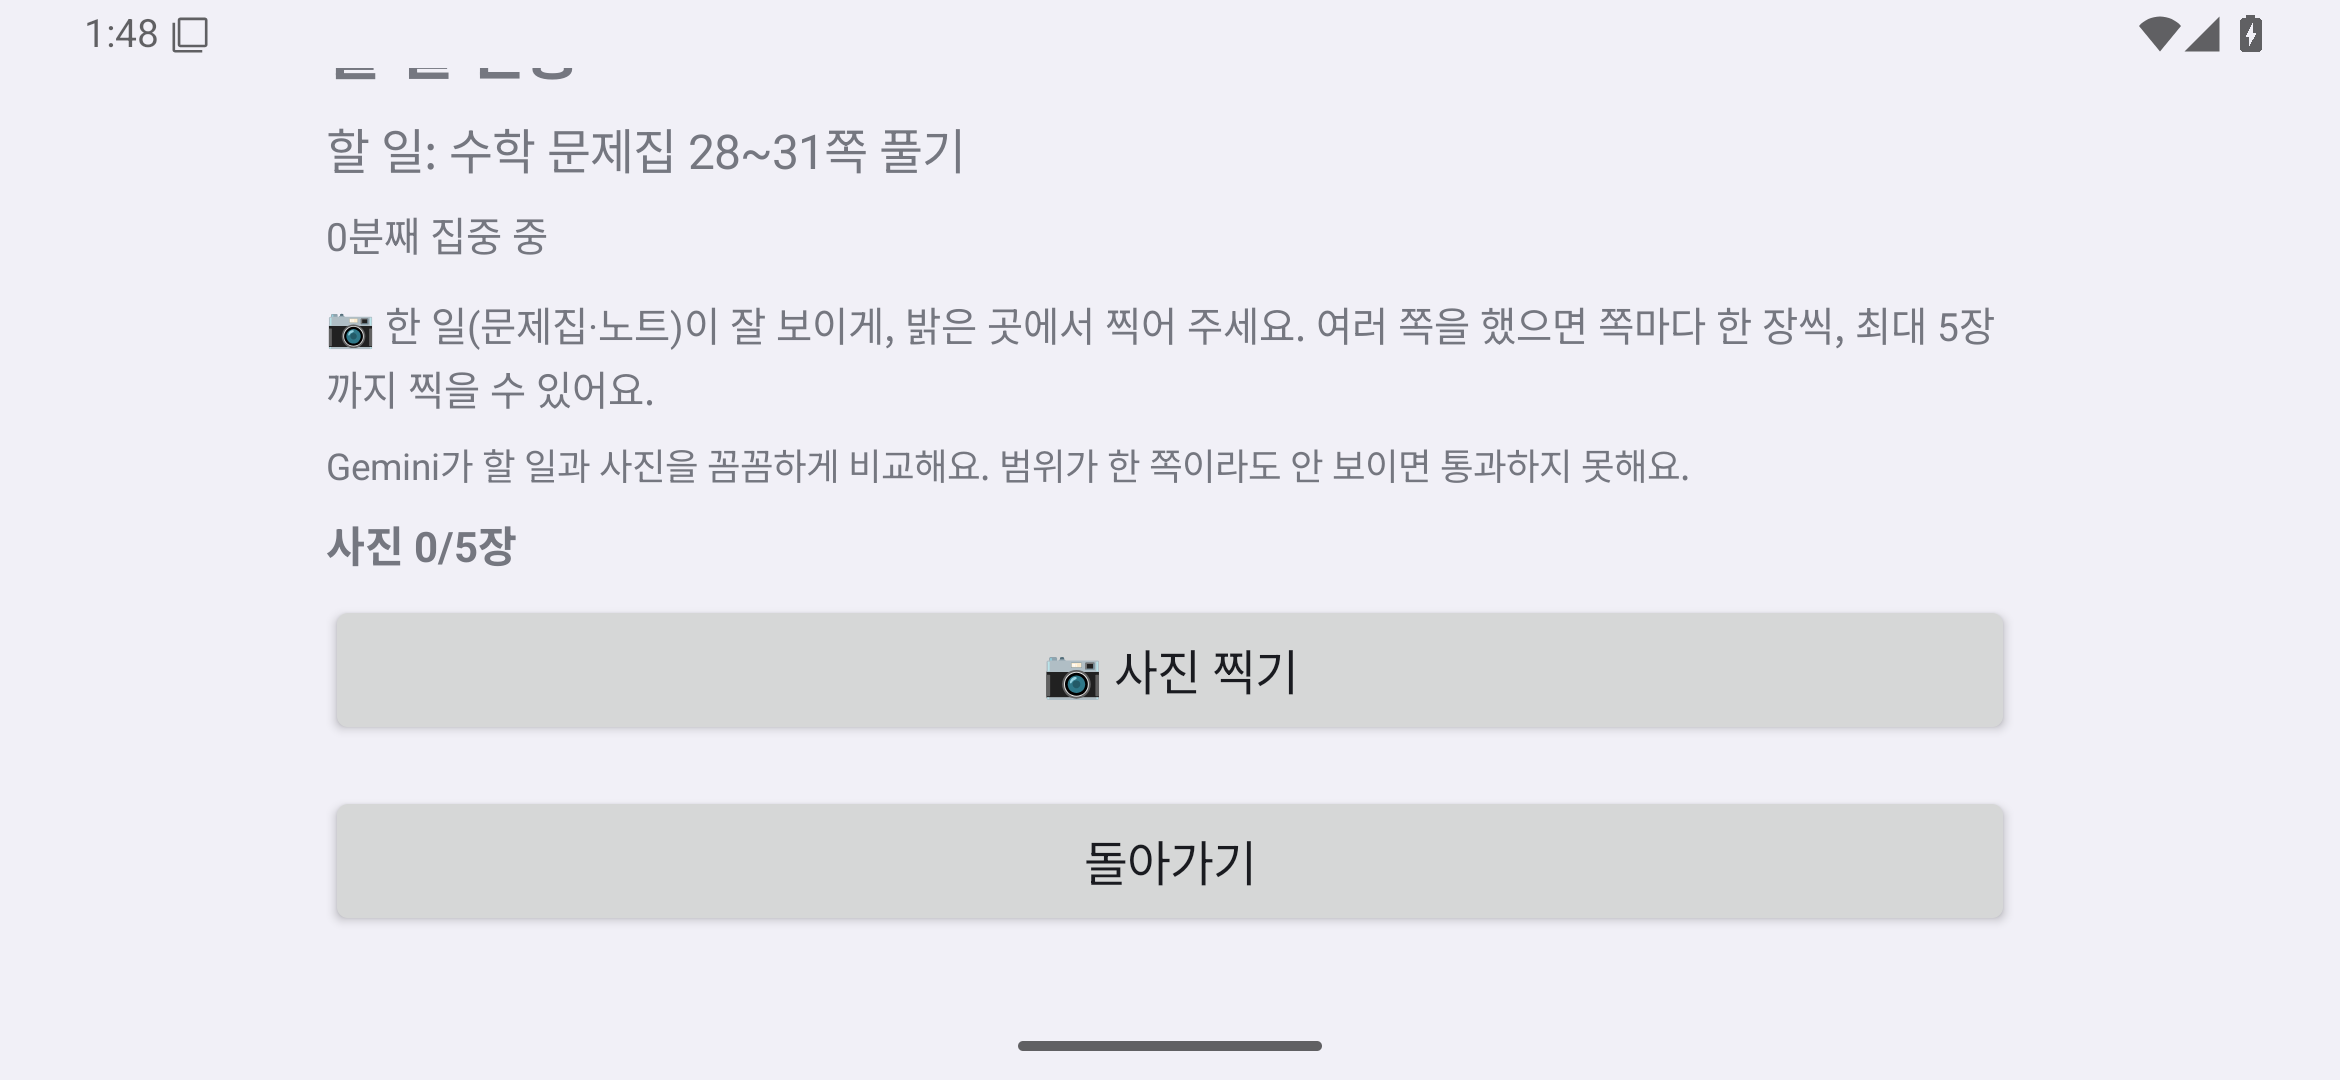 1:48
할 일: 수학 문제집 28~31쪽 풀기
0분째 집중 중
📷 한 일(문제집·노트)이 잘 보이게, 밝은 곳에서 찍어 주세요. 여러 쪽을 했으면 쪽마다 한 장씩, 최대 5장
까지 찍을 수 있어요.
Gemini가 할 일과 사진을 꼼꼼하게 비교해요. 범위가 한 쪽이라도 안 보이면 통과하지 못해요.
사진 0/5장
📷 사진 찍기
돌아가기